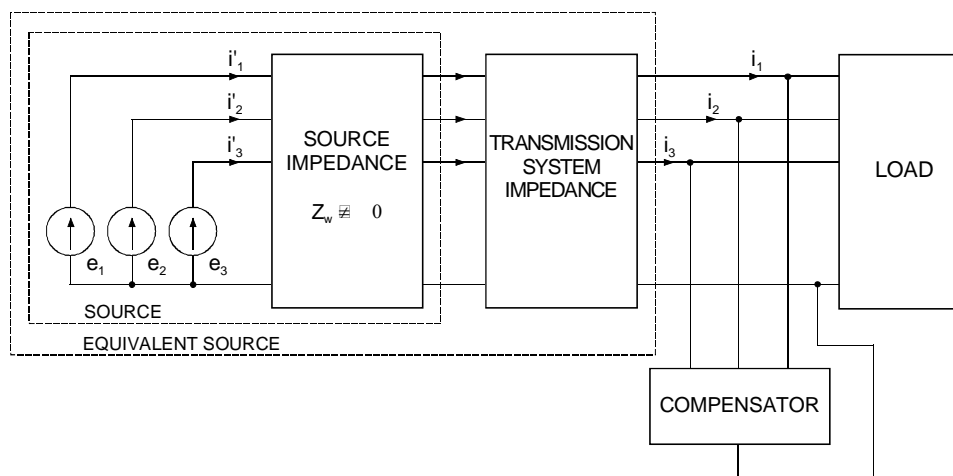 i'1
i'2
i'3
SOURCE
IMPEDANCE
Zw ≠ 0
e1
e2
e3
SOURCE
EQUIVALENT SOURCE
TRANSMISSION
SYSTEM
IMPEDANCE
i1
i2
i3
LOAD
COMPENSATOR